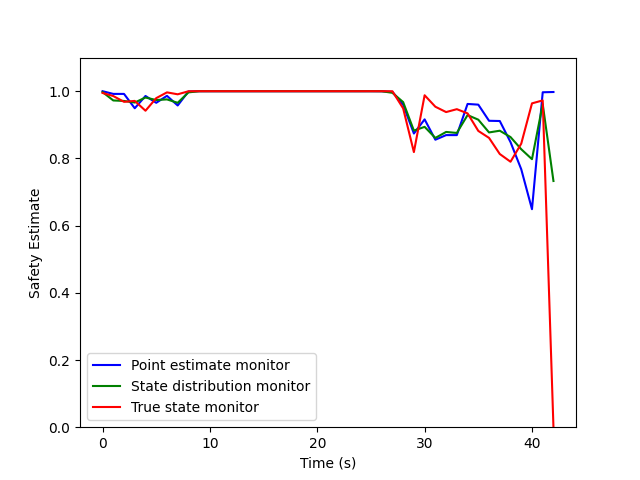 1.0
0.8
0.6
0.4
0.2
0.0
Safety Estimate
Point estimate monitor
State distribution monitor
True state monitor
0 10 20 30 40
Time (s)